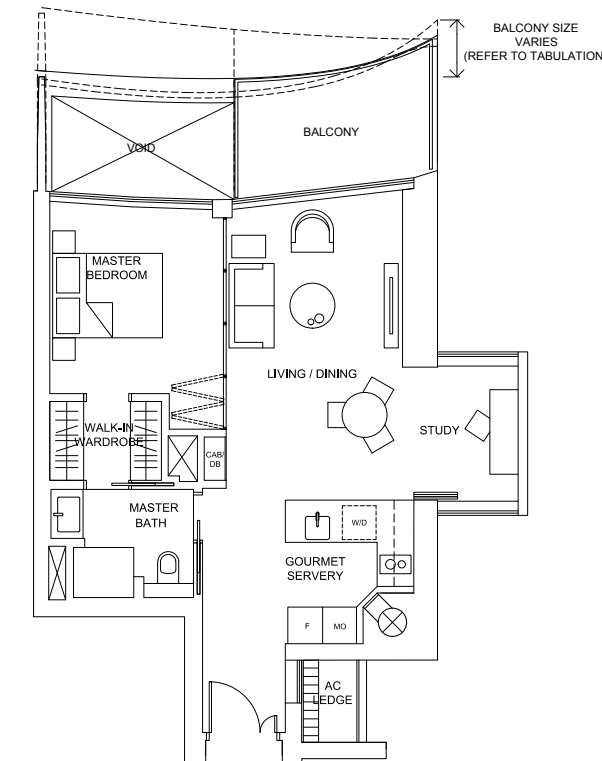 BALCONY SIZE
VARIES
(REFER TO TABULATION
BALCONY
VOID
MASTER
BEDROOM
LIVING / DINING
WALK-IN
WARDROBE
CAB/
DB
STUDY
MASTER
BATH
W/D
GOURMET
SERVERY
F
MO
AC
LEDGE